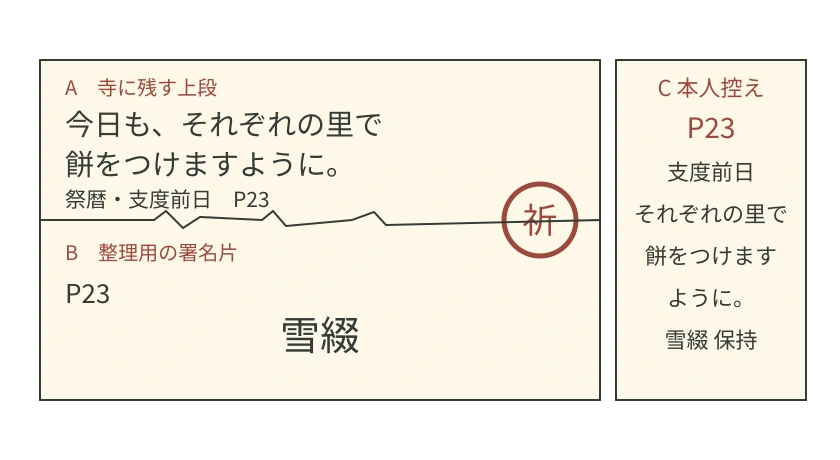 A 寺に残す上段
今日も、それぞれの里で
餅をつけますように。
祭暦・支度前日 P23
祈
B 整理用の署名片
P23
雪綴
C 本人控え
P23
支度前日
それぞれの里で
餅をつけます
ように。
雪綴 保持